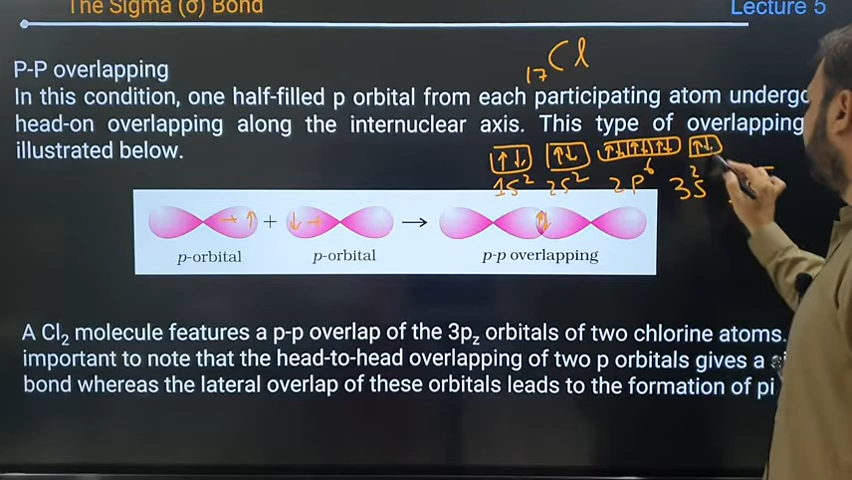 The Sigma (σ) Bond
Lecture 5
P-P overlapping
₁₇Cl
In this condition, one half-filled p orbital from each participating atom undergo
head-on overlapping along the internuclear axis. This type of overlapping
illustrated below.
1s² 2s² 2p⁶ 3s²
p-orbital + p-orbital → p-p overlapping
A Cl₂ molecule features a p-p overlap of the 3p_z orbitals of two chlorine atoms.
important to note that the head-to-head overlapping of two p orbitals gives a
bond whereas the lateral overlap of these orbitals leads to the formation of pi